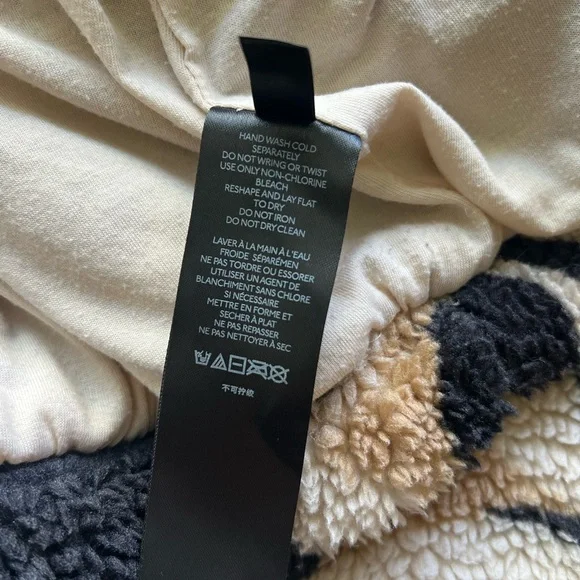 HAND WASH COLD
SEPARATELY
DO NOT WRING OR TWIST
USE ONLY NON-CHLORINE
BLEACH
RESHAPE AND LAY FLAT
TO DRY
DO NOT IRON
DO NOT DRY CLEAN
LAVER À LA MAIN À L'EAU
FROIDE SÉPARÉMEN
NE PAS TORDRE OU ESSORER
UTILISER UN AGENT DE
BLANCHIMENT SANS CHLORE
SI NÉCESSAIRE
METTRE EN FORME ET
SECHER À PLAT
NE PAS REPASSER
NE PAS NETTOYER À SEC
不可拧绞